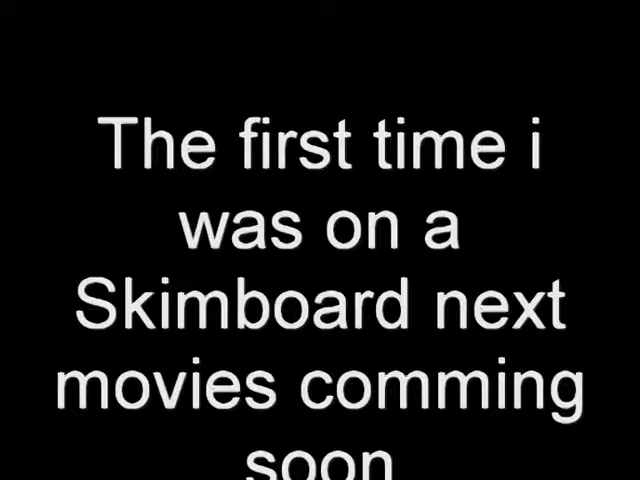 The first time i
was on a
Skimboard next
movies comming
soon